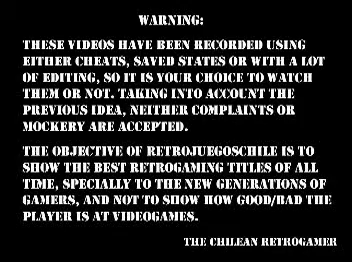 WARNING:
THESE VIDEOS HAVE BEEN RECORDED USING
EITHER CHEATS, SAVED STATES OR WITH A LOT
OF EDITING, SO IT IS YOUR CHOICE TO WATCH
THEM OR NOT. TAKING INTO ACCOUNT THE
PREVIOUS IDEA, NEITHER COMPLAINTS OR
MOCKERY ARE ACCEPTED.
THE OBJECTIVE OF RETROJUEGOSCHILE IS TO
SHOW THE BEST RETROGAMING TITLES OF ALL
TIME, SPECIALLY TO THE NEW GENERATIONS OF
GAMERS, AND NOT TO SHOW HOW GOOD/BAD THE
PLAYER IS AT VIDEOGAMES.
THE CHILEAN RETROGAMER